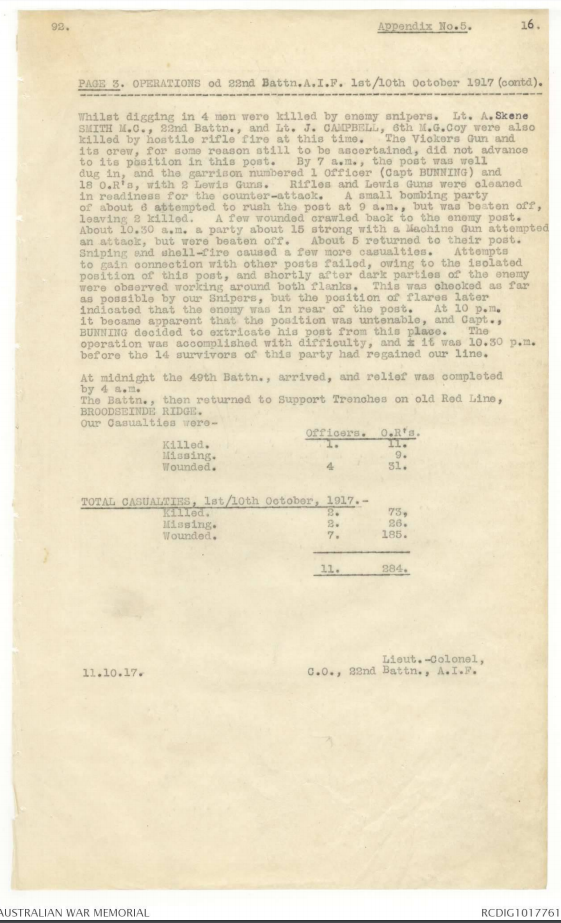 92.    Appendix No.5.    16.
PAGE 3. OPERATIONS od 22nd Battn.A.I.F. 1st/10th October 1917 (contd).
Whilst digging in 4 men were killed by enemy snipers. Lt. A.Skene
SMITH M.C., 22nd Battn., and Lt. J. CAMPBELL, 6th M.G.Coy were also
killed by hostile rifle fire at this time. The Vickers Gun and
its crew, for some reason still to be ascertained, did not advance
to its position in this post. By 7 a.m., the post was well
dug in, and the garrison numbered 1 Officer (Capt BUNNING) and
18 O.R's, with 2 Lewis Guns. Rifles and Lewis Guns were cleaned
in readiness for the counter-attack. A small bombing party
of about 6 attempted to rush the post at 9 a.m., but was beaten off,
leaving 2 killed. A few wounded crawled back to the enemy post.
About 10.30 a.m. a party about 15 strong with a Machine Gun attempted
an attack, but were beaten off. About 5 returned to their post.
Sniping and shell-fire caused a few more casualties. Attempts
to gain connection with other posts failed, owing to the isolated
position of this post, and shortly after dark parties of the enemy
were observed working around both flanks. This was checked as far
as possible by our Snipers, but the position of flares later
indicated that the enemy was in rear of the post. At 10 p.m.
it became apparent that the position was untenable, and Capt.,
BUNNING decided to extricate his post from this place. The
operation was accomplished with difficulty, and x it was 10.30 p.m.
before the 14 survivors of this party had regained our line.
At midnight the 49th Battn., arrived, and relief was completed
by 4 a.m.
The Battn., then returned to Support Trenches on old Red Line,
BROODSEINDE RIDGE.
Our Casualties were-
Officers. O.R's.
Killed. 1. 11.
Missing. 9.
Wounded. 4 31.
TOTAL CASUALTIES, 1st/10th October, 1917.-
Killed. 2. 73,
Missing. 2. 26.
Wounded. 7. 185.
11. 284.
Lieut.-Colonel,
11.10.17. C.O., 22nd Battn., A.I.F.
AUSTRALIAN WAR MEMORIAL RCDIG1017761